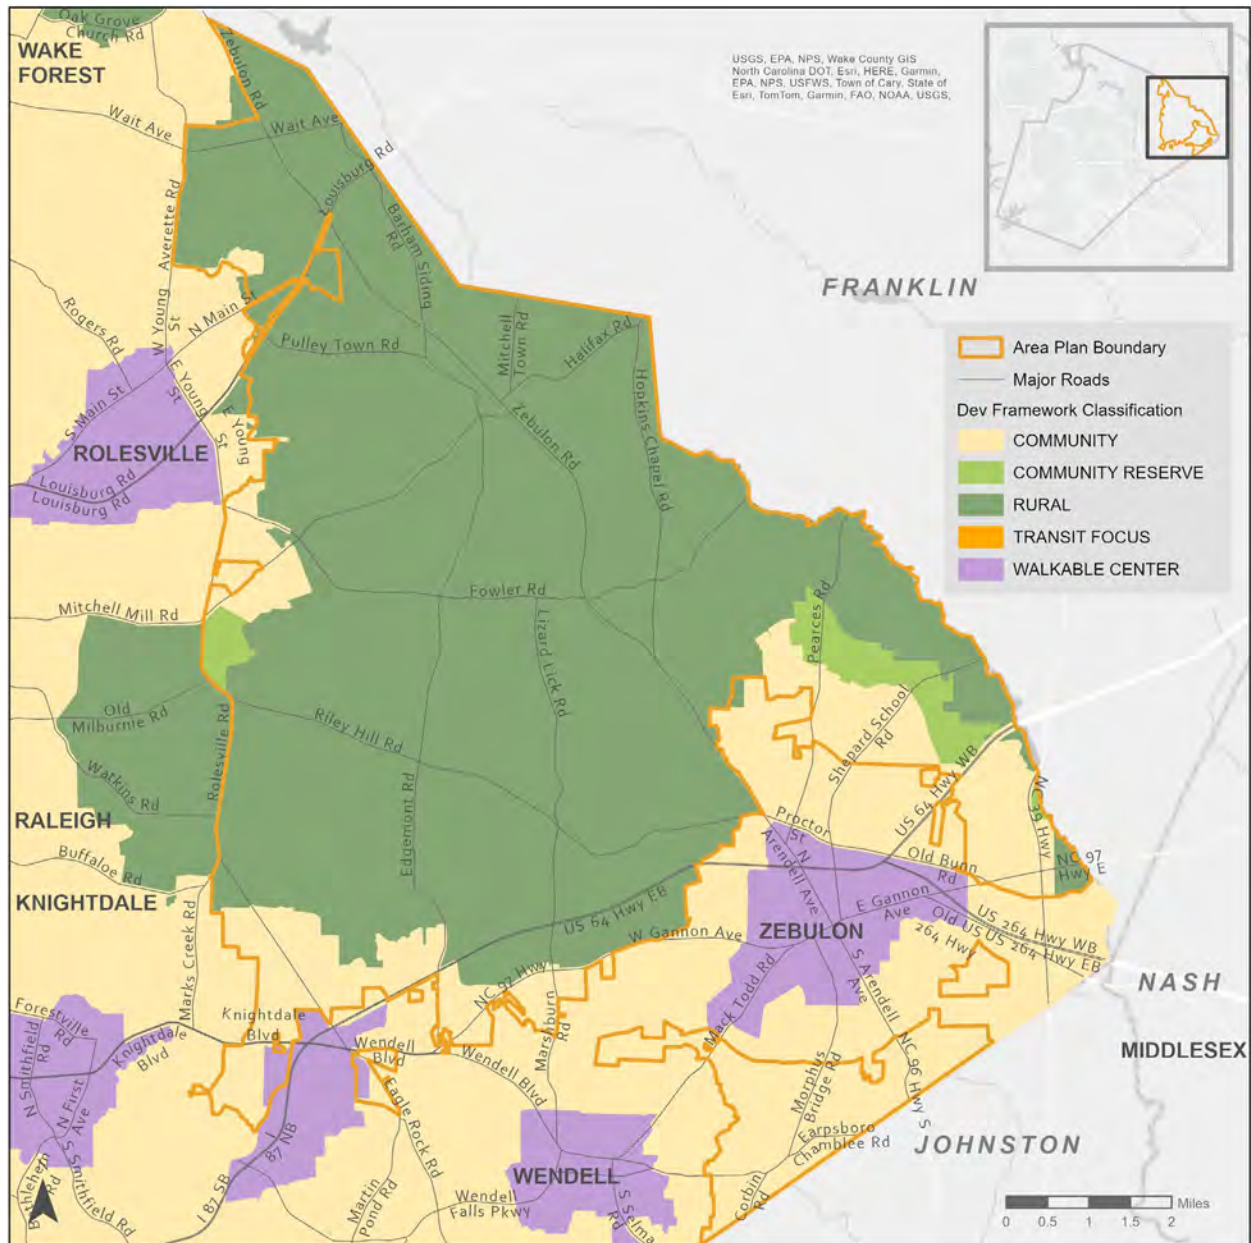 Oak Grove
Church Rd
WAKE
FOREST
Zebulon Rd
USGS, EPA, NPS, Wake County GIS
North Carolina DOT, Esri, HERE, Garmin,
EPA, NPS, USFWS, Town of Cary, State of
Esri, TomTom, Garmin, FAO, NOAA, USGS,
Wait Ave
Wait Ave
Louisburg Rd
Averette Rd
W Young
St
Barham Siding
Rd
FRANKLIN
Rogers Rd
N Main St
Pulley Town Rd
Mitchell
Town Rd
Halifax Rd
Hopkins Chapel Rd
Area Plan Boundary
Major Roads
Dev Framework Classification
COMMUNITY
COMMUNITY RESERVE
RURAL
TRANSIT FOCUS
WALKABLE CENTER
E Young
St
S Main St
E Young
ROLESVILLE
Zebulon Rd
Louisburg Rd
Louisburg Rd
Mitchell Mill Rd
Fowler Rd
Lizard Lick Rd
Pearces Rd
Old
Milburnie Rd
Rolesville Rd
Riley Hill Rd
Shepard School
Rd
Watkins Rd
Edgemont Rd
US 64 Hwy WB
NC 39 Hwy
RALEIGH
Proctor
St
N
Arendell Ave
Buffaloe Rd
Old Bunn
Rd
NC 97
Hwy E
KNIGHTDALE
US 64 Hwy EB
E Gannon
Ave
Marks Creek Rd
W Gannon Ave
ZEBULON
US 264 Hwy WB
Old US
264 Hwy
US 264 Hwy EB
NC 97 Hwy
Mack Todd Rd
S Arendell
Ave
NASH
Forestville
Rd
Knightdale
Blvd
Knightdale
Blvd
Wendell
Blvd
Wendell Blvd
Marshburn
Rd
MIDDLESEX
N Smithfield
Rd
N First
Ave
I
87 NB
Eagle Rock Rd
Morphus
Bridge Rd
NC 96 Hwy S
Earpsboro
Chamblee Rd
JOHNSTON
Bethlehem
Rd
S Smithfield Rd
I 87 SB
Martin
Pond Rd
WENDELL
Wendell
Falls Pkwy
S Selma
Rd
Corbin
Rd
Miles
0 0.5 1 1.5 2